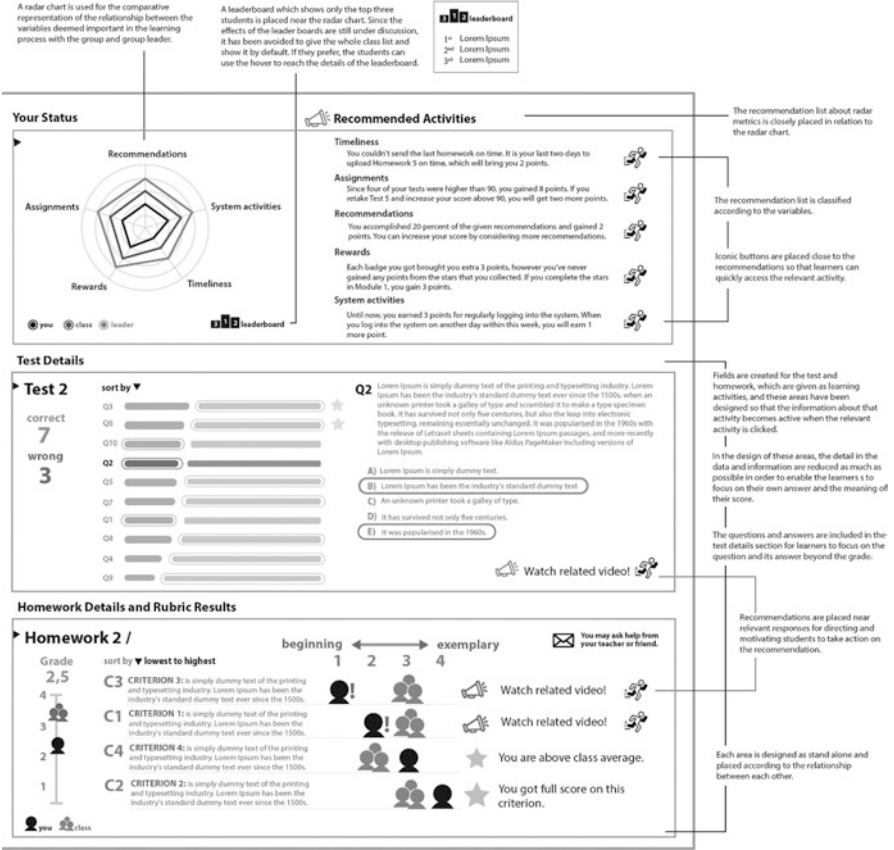 A radar chart is used for the comparative
representation of the relationship between the
variables deemed important in the learning
process with the group and group leader.
A leaderboard which shows only the top three
students is placed near the radar chart. Since the
effects of the leader boards are still under discussion,
it has been avoided to give the whole class list and
show it by default. If they prefer, the students can
use the hover to reach the details of the leaderboard.
3 1 2 leaderboard
1st Lorem Ipsum
2nd Lorem Ipsum
3rd Lorem Ipsum
Your Status
Recommendations
Assignments
System activities
Rewards
Timeliness
you class leader
3 1 2 leaderboard
Recommended Activities
Timeliness
You couldn't send the last homework on time. It is your last two days to
upload Homework 5 on time, which will bring you 2 points.
Assignments
Since four of your tests were higher than 90, you gained 8 points. If you
retake Test 5 and increase your score above 90, you will get two more points.
Recommendations
You accomplished 20 percent of the given recommendations and gained 2
points. You can increase your score by considering more recommendations.
Rewards
Each badge you got brought you extra 3 points, however you've never
gained any points from the stars that you collected. If you complete the stars
in Module 1, you gain 3 points.
System activities
Until now, you earned 3 points for regularly logging into the system. When
you log into the system on another day within this week, you will earn 1
more point.
The recommendation list about radar
metrics is closely placed in relation to
the radar chart.
The recommendation list is classified
according to the variables.
Iconic buttons are placed close to the
recommendations so that learners can
quickly access the relevant activity.
Test Details
Test 2
correct
7
wrong
3
sort by ▼
Q3
Q6
Q10
Q2
Q5
Q7
Q1
Q8
Q4
Q9
Q2 Lorem Ipsum is simply dummy text of the printing and typesetting industry. Lorem
Ipsum has been the industry's standard dummy text ever since the 1500s, when an
unknown printer took a galley of type and scrambled it to make a type specimen
book. It has survived not only five centuries, but also the leap into electronic
typesetting, remaining essentially unchanged. It was popularised in the 1960s with
the release of Letraset sheets containing Lorem Ipsum passages, and more recently
with desktop publishing software like Aldus PageMaker including versions of
Lorem Ipsum.
A) Lorem Ipsum is simply dummy text.
B) Lorem Ipsum has been the industry's standard dummy text
C) An unknown printer took a galley of type.
D) It has survived not only five centuries.
E) It was popularised in the 1960s.
Watch related video!
Fields are created for the test and
homework, which are given as learning
activities, and these areas have been
designed so that the information about that
activity becomes active when the relevant
activity is clicked.
In the design of these areas, the detail in the
data and information are reduced as much as
possible in order to enable the learners s to
focus on their own answer and the meaning of
their score.
The questions and answers are included in the
test details section for learners to focus on the
question and its answer beyond the grade.
Homework Details and Rubric Results
Homework 2 /
Grade
2,5
4
3
2
1
you class
sort by ▼ lowest to highest
beginning exemplary
1 2 3 4
You may ask help from
your teacher or friend.
C3 CRITERION 3: is simply dummy text of the printing
and typesetting industry. Lorem Ipsum has been the
industry's standard dummy text ever since the 1500s.
!
Watch related video!
C1 CRITERION 1: is simply dummy text of the printing
and typesetting industry. Lorem Ipsum has been the
industry's standard dummy text ever since the 1500s.
!
Watch related video!
C4 CRITERION 4: is simply dummy text of the printing
and typesetting industry. Lorem Ipsum has been the
industry's standard dummy text ever since the 1500s.
You are above class average.
C2 CRITERION 2: is simply dummy text of the printing
and typesetting industry. Lorem Ipsum has been the
industry's standard dummy text ever since the 1500s.
You got full score on this
criterion.
Recommendations are placed near
relevant responses for directing and
motivating students to take action on
the recommendation.
Each area is designed as stand alone and
placed according to the relationship
between each other.